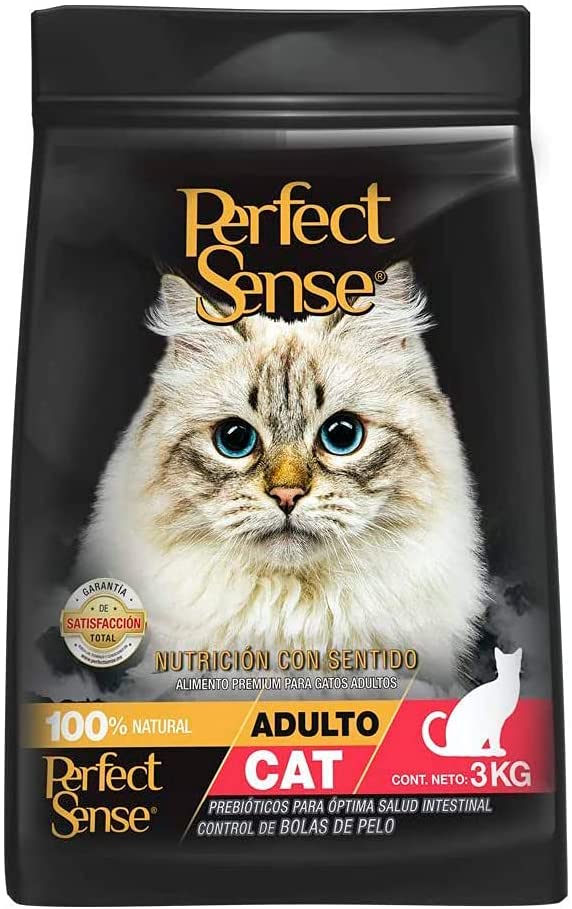 Perfect
Sense®
GARANTÍA
DE
SATISFACCIÓN
TOTAL
NUTRICIÓN CON SENTIDO
ALIMENTO PREMIUM PARA GATOS ADULTOS
100% NATURAL
ADULTO
CAT
CONT. NETO: 3KG
Perfect
Sense®
PREBIÓTICOS PARA ÓPTIMA SALUD INTESTINAL
CONTROL DE BOLAS DE PELO